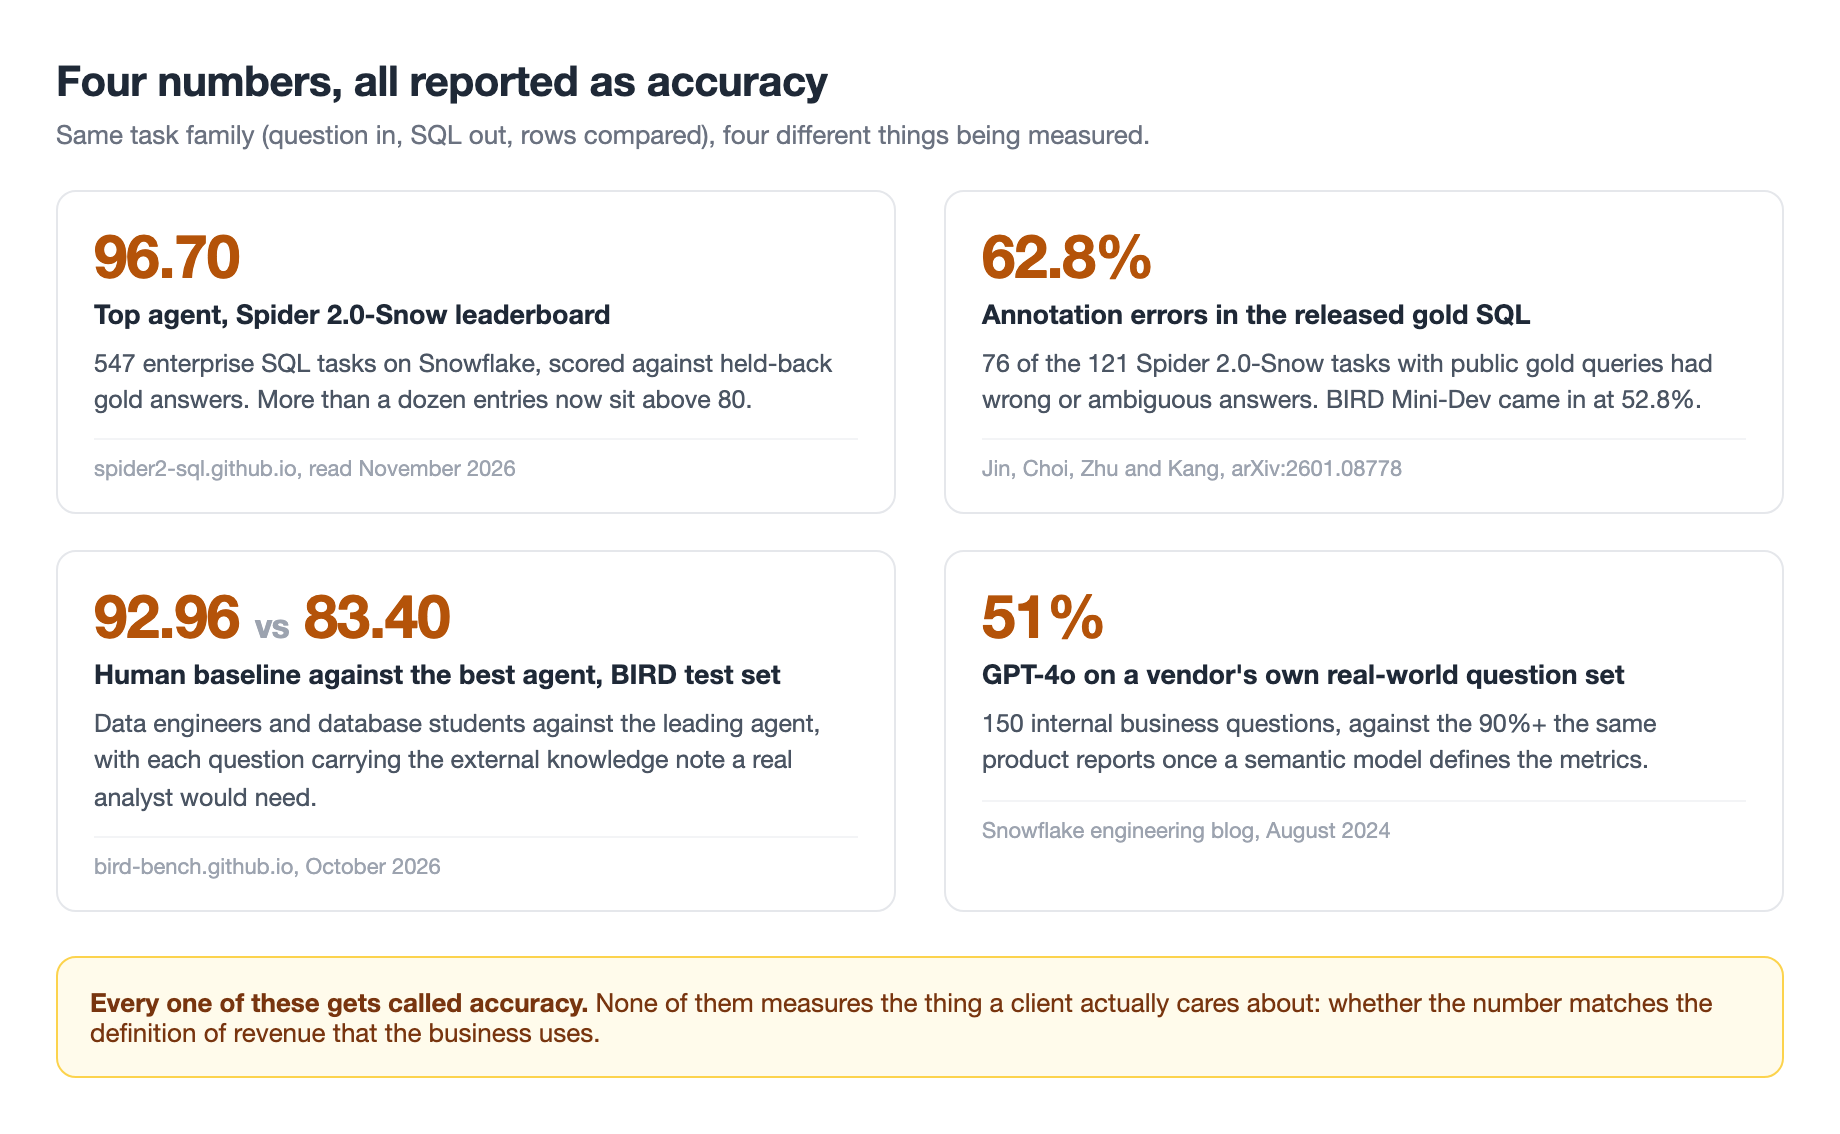 Four numbers, all reported as accuracy
Same task family (question in, SQL out, rows compared), four different things being measured.
96.70
Top agent, Spider 2.0-Snow leaderboard
547 enterprise SQL tasks on Snowflake, scored against held-back
gold answers. More than a dozen entries now sit above 80.
spider2-sql.github.io, read November 2026
62.8%
Annotation errors in the released gold SQL
76 of the 121 Spider 2.0-Snow tasks with public gold queries had
wrong or ambiguous answers. BIRD Mini-Dev came in at 52.8%.
Jin, Choi, Zhu and Kang, arXiv:2601.08778
92.96 vs 83.40
Human baseline against the best agent, BIRD test set
Data engineers and database students against the leading agent,
with each question carrying the external knowledge note a real
analyst would need.
bird-bench.github.io, October 2026
51%
GPT-4o on a vendor's own real-world question set
150 internal business questions, against the 90%+ the same
product reports once a semantic model defines the metrics.
Snowflake engineering blog, August 2024
Every one of these gets called accuracy. None of them measures the thing a client actually cares about: whether the number matches the
definition of revenue that the business uses.